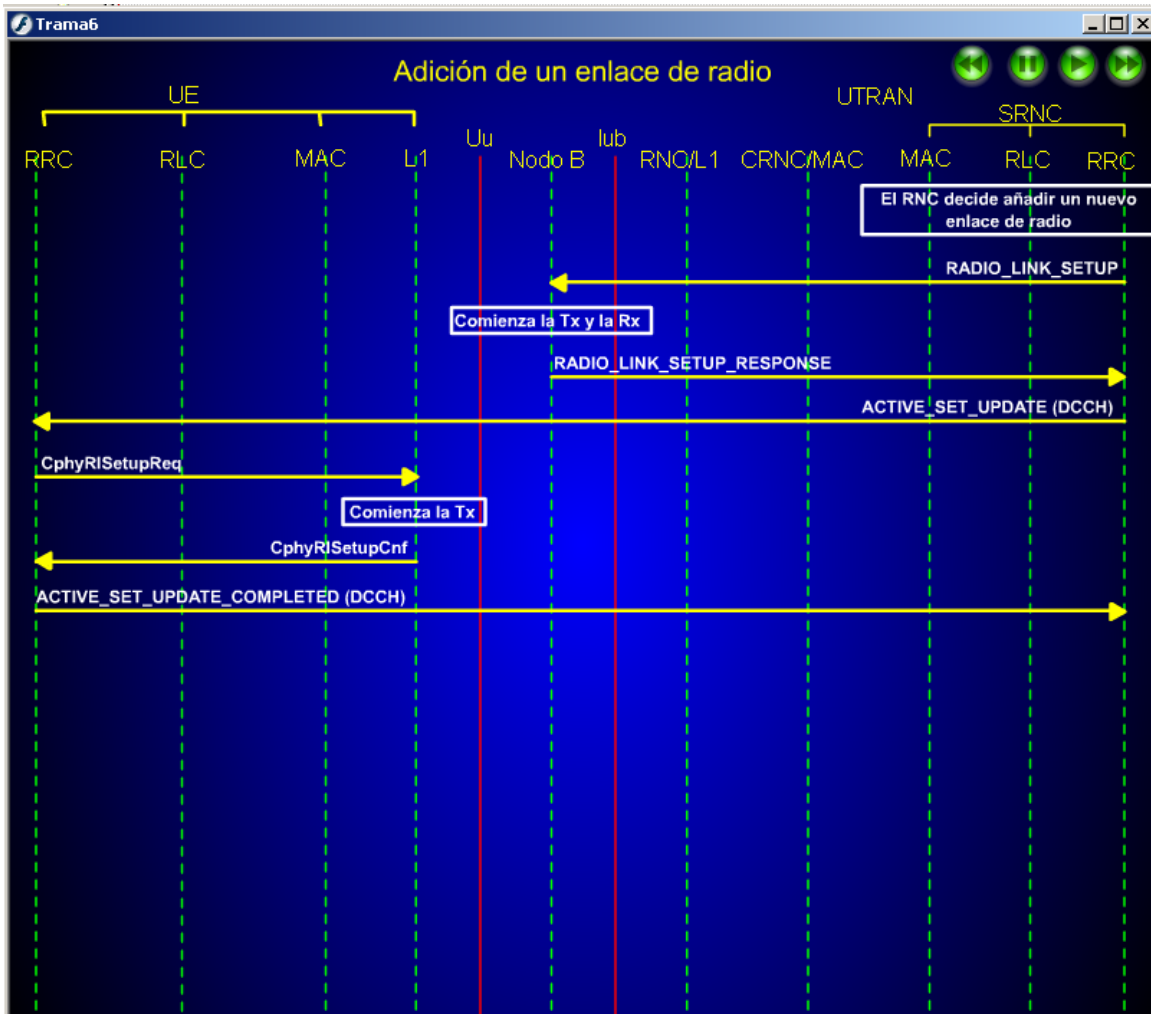 Trama6
Adición de un enlace de radio
UE
UTRAN
SRNC
Uu
Iub
RRC
RLC
MAC
L1
Nodo B
RNC/L1
CRNC/MAC
MAC
RLC
RRC
El RNC decide añadir un nuevo
enlace de radio
RADIO_LINK_SETUP
Comienza la Tx y la Rx
RADIO_LINK_SETUP_RESPONSE
ACTIVE_SET_UPDATE (DCCH)
CphyRlSetupReq
Comienza la Tx
CphyRlSetupCnf
ACTIVE_SET_UPDATE_COMPLETED (DCCH)